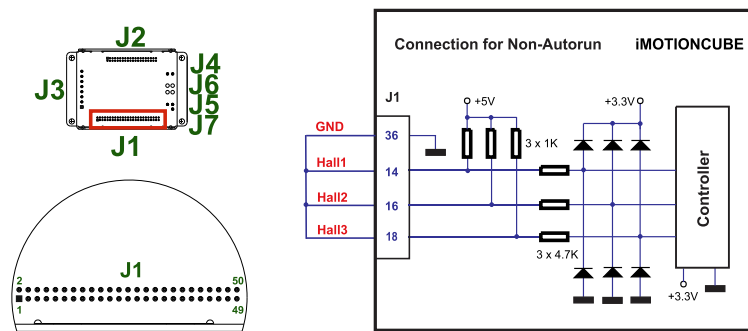 J2
J3
J4
J6
J5
J7
J1
J1
2
50
1
49
Connection for Non-Autorun
iMOTIONCUBE
J1
+5V
+3.3V
GND
36
3 x 1K
Hall1
14
Hall2
16
Hall3
18
3 x 4.7K
Controller
+3.3V